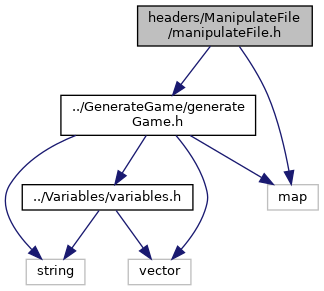 headers/ManipulateFile
/manipulateFile.h
../GenerateGame/generate
Game.h
../Variables/variables.h
map
string
vector